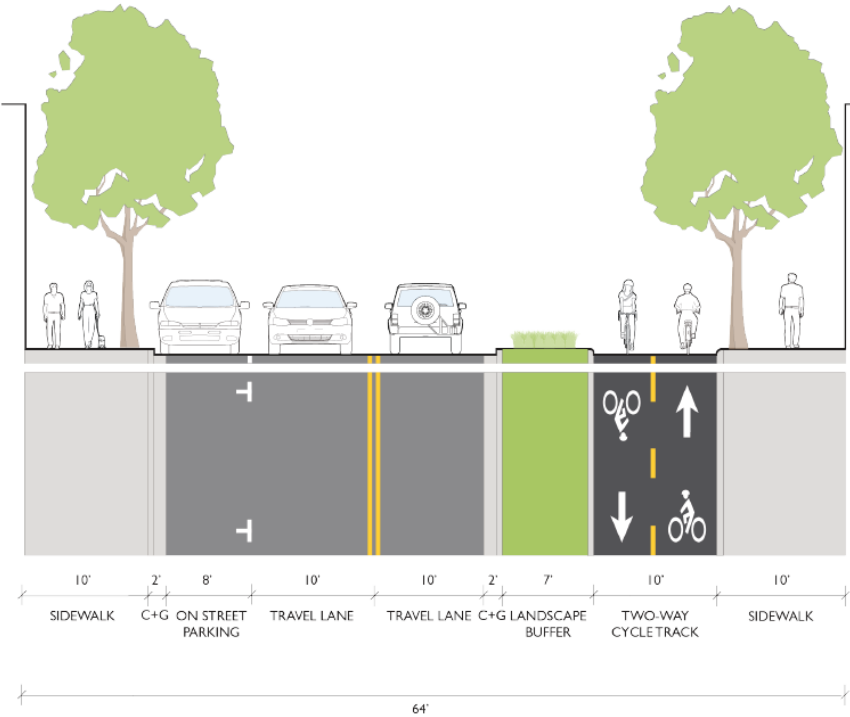 10' 2' 8' 10' 10' 2' 7' 10' 10'
SIDEWALK C+G ON STREET TRAVEL LANE TRAVEL LANE C+G LANDSCAPE TWO-WAY SIDEWALK
PARKING BUFFER CYCLE TRACK
64'